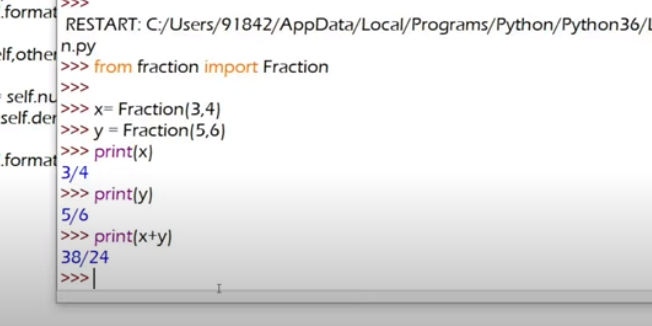 .format
lf,other
= self.nu
self.der
.format
>>>
RESTART: C:/Users/91842/AppData/Local/Programs/Python/Python36/L
n.py
>>> from fraction import Fraction
>>>
>>> x= Fraction(3,4)
>>> y = Fraction(5,6)
>>> print(x)
3/4
>>> print(y)
5/6
>>> print(x+y)
38/24
>>>